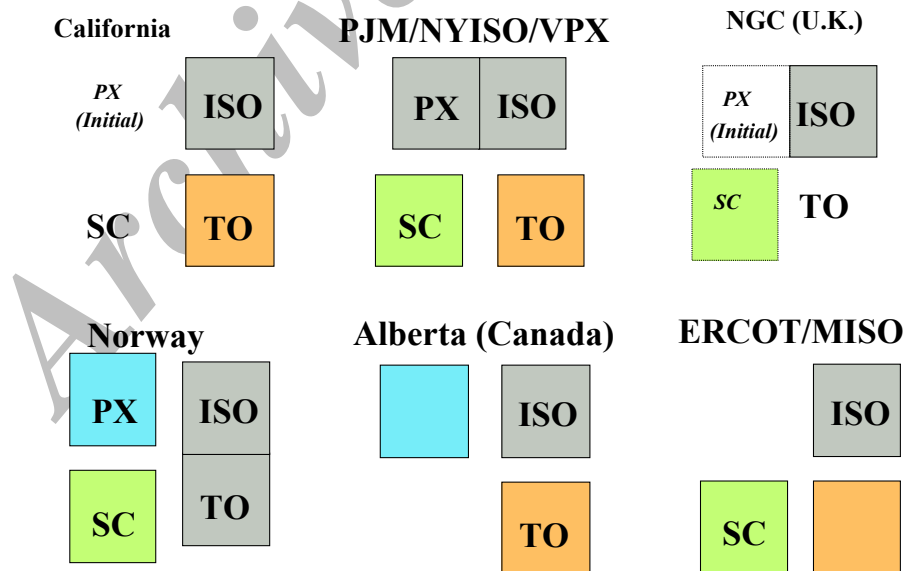 California
PX
(Initial)
ISO
SC
TO
PJM/NYISO/VPX
PX
ISO
SC
TO
NGC (U.K.)
PX
(Initial)
ISO
SC
TO
Norway
PX
ISO
SC
TO
Alberta (Canada)
ISO
TO
ERCOT/MISO
ISO
SC
Archive